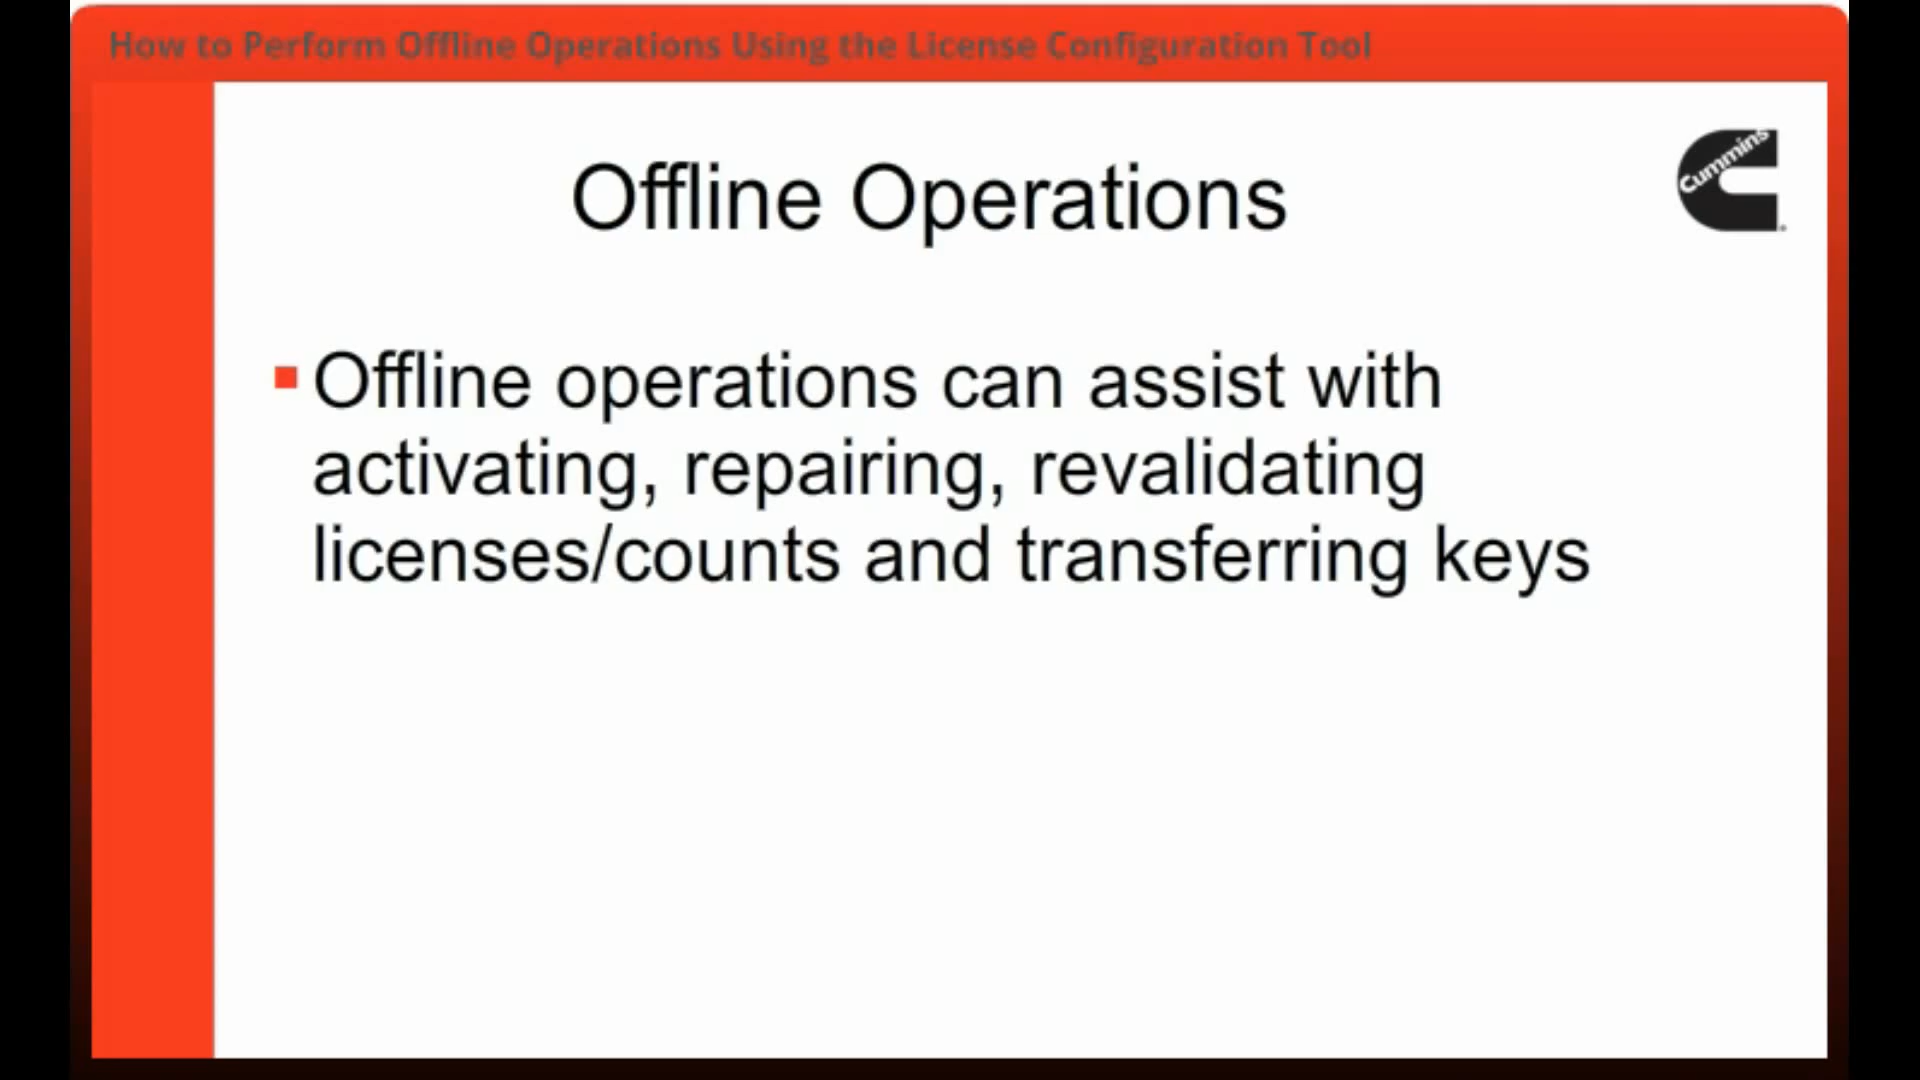 How to Perform Offline Operations Using the License Configuration Tool
Cummins
Offline Operations
Offline operations can assist with
activating, repairing, revalidating
licenses/counts and transferring keys